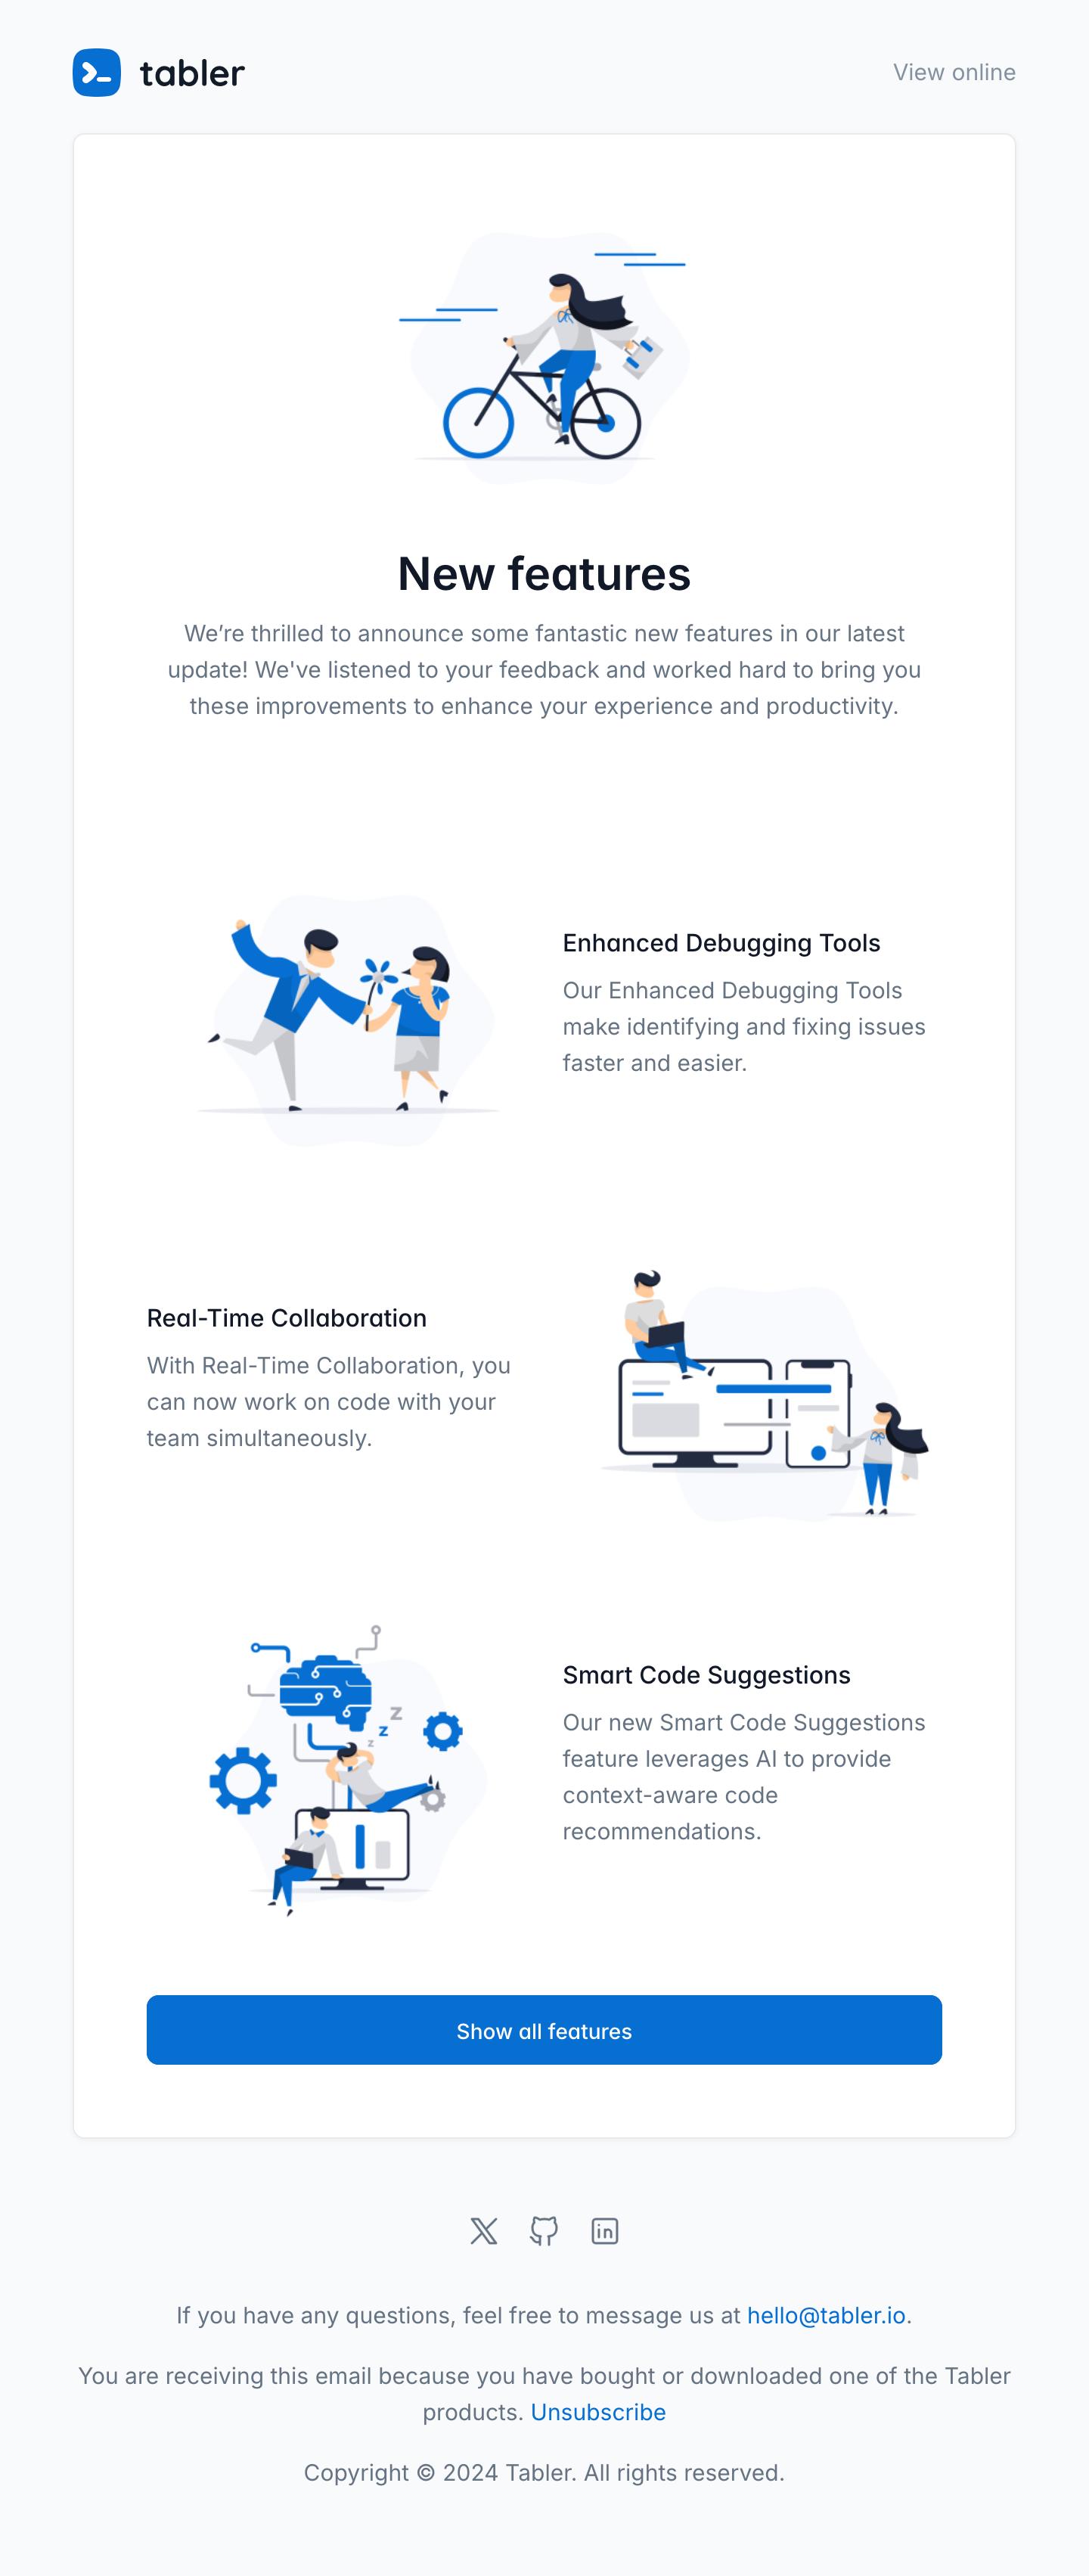 tabler
View online
New features
We’re thrilled to announce some fantastic new features in our latest
update! We've listened to your feedback and worked hard to bring you
these improvements to enhance your experience and productivity.
Enhanced Debugging Tools
Our Enhanced Debugging Tools
make identifying and fixing issues
faster and easier.
Real-Time Collaboration
With Real-Time Collaboration, you
can now work on code with your
team simultaneously.
z
z
z
Smart Code Suggestions
Our new Smart Code Suggestions
feature leverages AI to provide
context-aware code
recommendations.
Show all features
If you have any questions, feel free to message us at hello@tabler.io.
You are receiving this email because you have bought or downloaded one of the Tabler
products. Unsubscribe
Copyright © 2024 Tabler. All rights reserved.